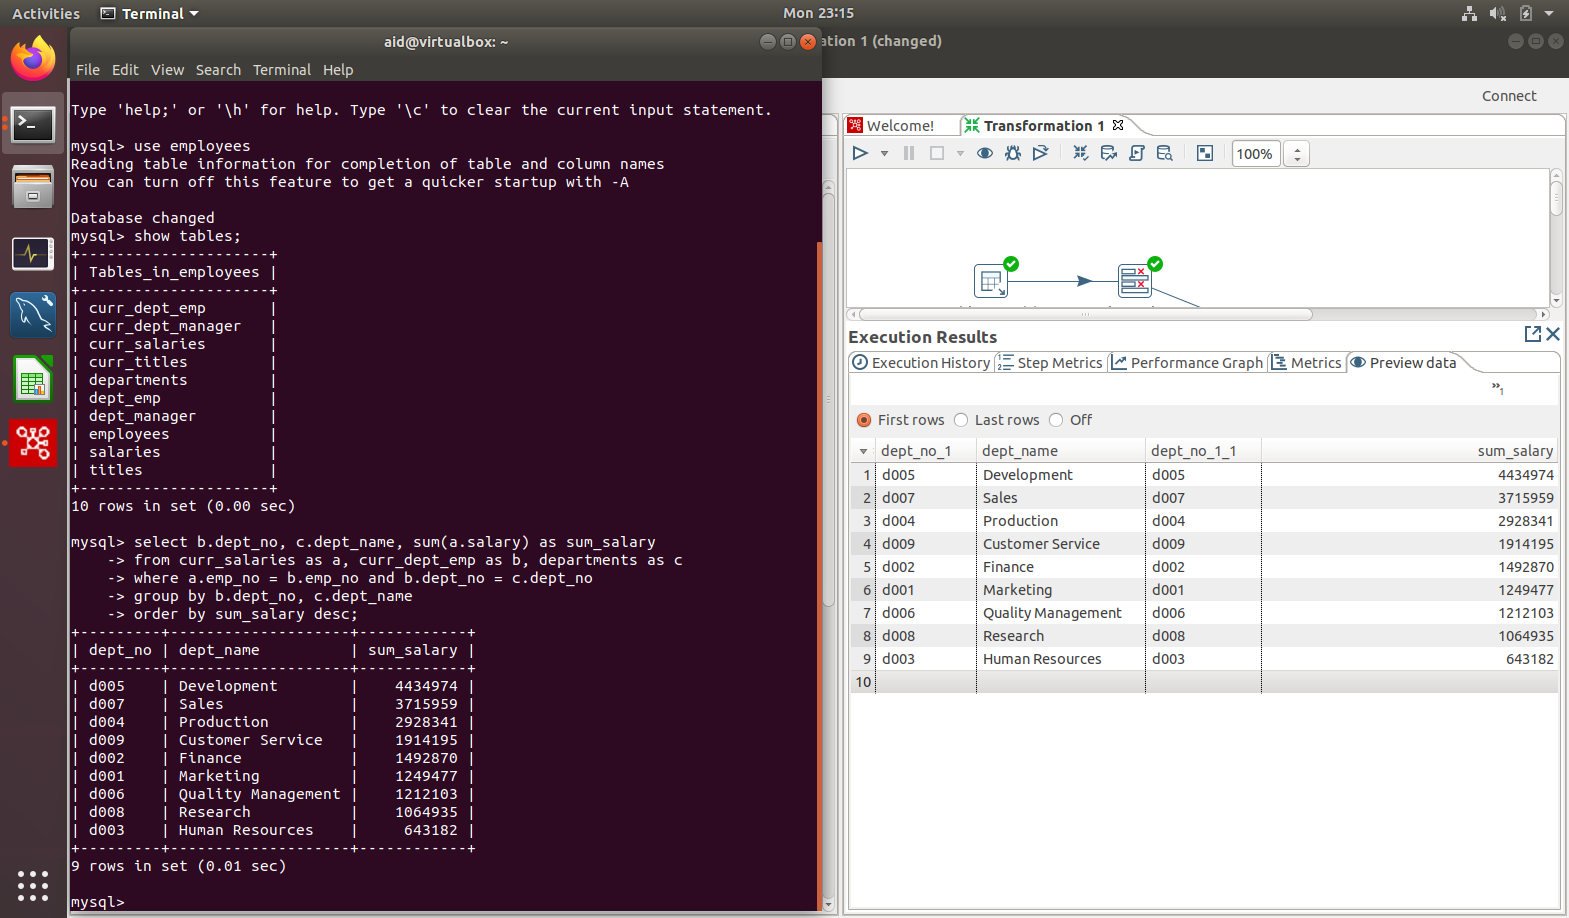 Activities
Terminal
Mon 23:15
aid@virtualbox: ~
ation 1 (changed)
File Edit View Search Terminal Help
Type 'help;' or '\h' for help. Type '\c' to clear the current input statement.
mysql> use employees
Reading table information for completion of table and column names
You can turn off this feature to get a quicker startup with -A
Database changed
mysql> show tables;
+----------------------+
| Tables_in_employees |
+----------------------+
| curr_dept_emp |
| curr_dept_manager |
| curr_salaries |
| curr_titles |
| departments |
| dept_emp |
| dept_manager |
| employees |
| salaries |
| titles |
+----------------------+
10 rows in set (0.00 sec)
mysql> select b.dept_no, c.dept_name, sum(a.salary) as sum_salary
-> from curr_salaries as a, curr_dept_emp as b, departments as c
-> where a.emp_no = b.emp_no and b.dept_no = c.dept_no
-> group by b.dept_no, c.dept_name
-> order by sum_salary desc;
+---------+--------------------+------------+
| dept_no | dept_name | sum_salary |
+---------+--------------------+------------+
| d005 | Development | 4434974 |
| d007 | Sales | 3715959 |
| d004 | Production | 2928341 |
| d009 | Customer Service | 1914195 |
| d002 | Finance | 1492870 |
| d001 | Marketing | 1249477 |
| d006 | Quality Management | 1212103 |
| d008 | Research | 1064935 |
| d003 | Human Resources | 643182 |
+---------+--------------------+------------+
9 rows in set (0.01 sec)
mysql>
Connect
Welcome!
Transformation 1
100%
Execution Results
Execution History
Step Metrics
Performance Graph
Metrics
Preview data
»1
First rows
Last rows
Off
dept_no_1 dept_name dept_no_1_1 sum_salary
1 d005 Development d005 4434974
2 d007 Sales d007 3715959
3 d004 Production d004 2928341
4 d009 Customer Service d009 1914195
5 d002 Finance d002 1492870
6 d001 Marketing d001 1249477
7 d006 Quality Management d006 1212103
8 d008 Research d008 1064935
9 d003 Human Resources d003 643182
10